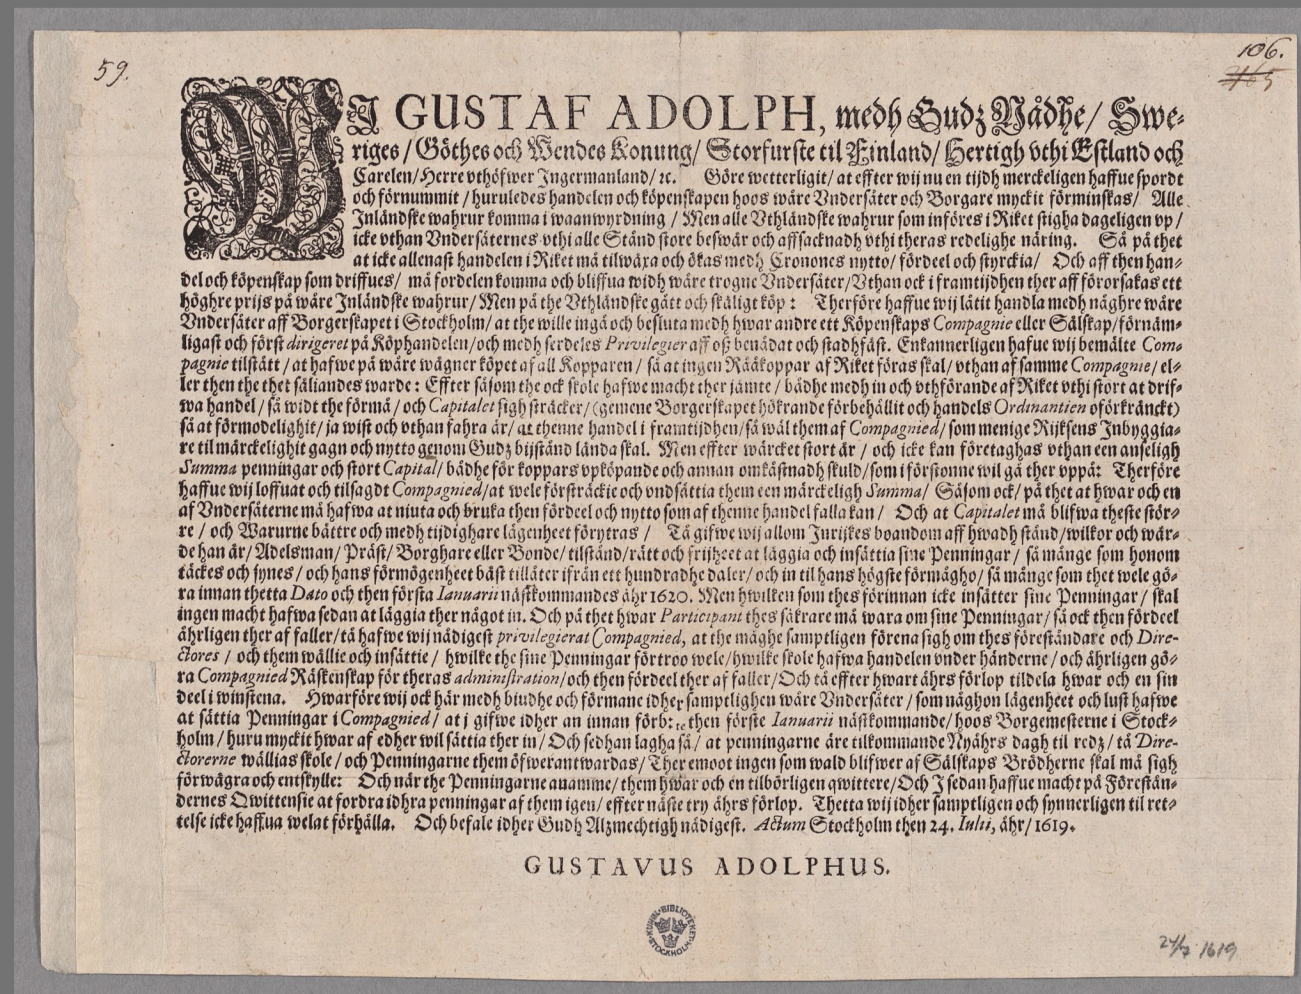 59.
106.
WJ GUSTAF ADOLPH, medh Gudz Nådhe/ Swe-
riges/ Göthes och Wendes Konung/ Storfurste til Finland/ Hertigh vthi Estland och
Carelen/ Herre vthöfwer Ingermanland/ ꝛc. Göre wetterligit/ at effter wij nu en tijdh merckeligen haffue spordt
och förnummit/ huruledes handelen och köpenskapen hoos wåre Vndersåter och Borgare myckit förminskas/ Alle
Inländske wahrur komma i waanwyrdning/ Men alle Vthländske wahrur som införes i Riket stigha dageligen vp/
icke vthan Vndersåternes vthi alle Stånd store beswär och affsacknadh vthi theras redelighe näring. Så på thet
at icke allenast handelen i Riket må tilwåra och ökas medh Cronones nytto/ fördeel och styrckia/ Och aff then han-
del och köpenskap som driffues/ må fordelen komma och bliffua widh wåre trogne Vndersåter/ Vthan ock i framtijdhen ther aff förorsakas ett
höghre prijs på wåre Inländske wahrur/ Men på the Vthländske gått och skäligt köp: Therföre haffue wij låtit handla medh någhre wåre
Vndersåter aff Borgerskapet i Stockholm/ at the wille ingå och besluta medh hwar andre ett Köpenskaps Compagnie eller Sälskap/ förnäm-
ligast och först dirigeret på Köphandelen/ och medh serdeles Privilegier aff oß benådat och stadhfäst. Enkannerligen hafue wij bemälte Com-
pagnie tilstått/ at hafwe på wåre wägner köpet af all Kopparen/ så at ingen Rååkoppar af Riket föras skal/ vthan af samme Compagnie/ el-
ler then the thet säliandes warde: Effter såsom the ock skole hafwe macht ther jämte/ bådhe medh in och vthförande af Riket vthi stort at drif-
wa handel/ så widt the förmå/ och Capitalet sigh sträcker/ (gemene Borgerskapet hökrande förbehållit och handels Ordinantien oförkränckt)
så at förmodelighit/ ja wist och vthan fahra är/ at thenne handel i framtijdhen/ så wäl them af Compagnied/ som menige Rijksens Inbyggia-
re til märckelighit gagn och nytto genom Gudz bijstånd lända skal. Men effter wärcket stort är/ och icke kan företaghas vthan een anseligh
Summa penningar och stort Capital/ bådhe för koppars vpköpande och annan omkåstnadh skuld/ som i förstonne wil gå ther vppå: Therföre
haffue wij loffuat och tilsagdt Compagnied/ at wele försträckie och vndsättia them een märckeligh Summa/ Såsom ock/ på thet at hwar och en
af Vndersåterne må hafwa at niuta och bruka then fördeel och nytto som af thenne handel falla kan/ Och at Capitalet må blifwa theste stör-
re/ och Warurne bättre och medh tijdighare lägenheet förytras/ Tå gifwe wij allom Inrijkes boandom aff hwadh stånd/ wilkor och wär-
de han är/ Adelsman/ Präst/ Borghare eller Bonde/ tilstånd/ rätt och frijheet at läggia och insättia sine Penningar/ så månge som honom
täckes och synes/ och hans förmögenheet bäst tillåter ifrån ett hundradhe daler/ och in til hans högste förmågho/ så månge som thet wele gö-
ra innan thetta Dato och then första Ianuarii nästkommandes åhr 1620. Men hwilken som thes förinnan icke insätter sine Penningar/ skal
ingen macht hafwa sedan at läggia ther något in. Och på thet hwar Participant thes säkrare må wara om sine Penningar/ så ock then fördeel
åhrligen ther af faller/ tå hafwe wij nådigest privilegierat Compagnied, at the måghe samptligen förena sigh om thes föreståndare och Dire-
ctores/ och them wällie och insättie/ hwilke the sine Penningar förtroo wele/ hwilke skole hafwa handelen vnder händerne/ och åhrligen gö-
ra Compagnied Räkenskap för theras administration/ och then fördeel ther af faller/ Och tå effter hwart åhrs förlop tildela hwar och en sin
deel i winstena. Hwarföre wij ock här medh biudhe och förmane idher samptlighen wåre Vndersåter/ som någhon lägenheet och lust hafwe
at sättia Penningar i Compagnied/ at j gifwe idher an innan förb:te then förste Ianuarii nästkommande/ hoos Borgemesterne i Stock-
holm/ huru myckit hwar af edher wil sättia ther in/ Och sedhan lagha så/ at penningarne äre tilkommande Nyåhrs dagh til redz/ tå Dire-
ctorerne wällias skole/ och Penningarne them öfwerantwardas/ Ther emoot ingen som wald blifwer af Sälskaps Brödherne skal må sigh
förwägra och entskylle: Och när the Penningarne anamme/ them hwar och en tilbörligen qwittere/ Och J sedan haffue macht på Förestån-
dernes Qwittensie at fordra idhra penningar af them igen/ effter näste try åhrs förlop. Thetta wij idher samptligen och synnerligen til ret-
telse icke haffua welat förhålla. Och befale idher Gudh Alzmechtigh nådigest. Actum Stockholm then 24. Iulii, åhr/ 1619.
GUSTAVUS ADOLPHUS.
KUNGL. BIBLIOTEKET STOCKHOLM
24/7 1619